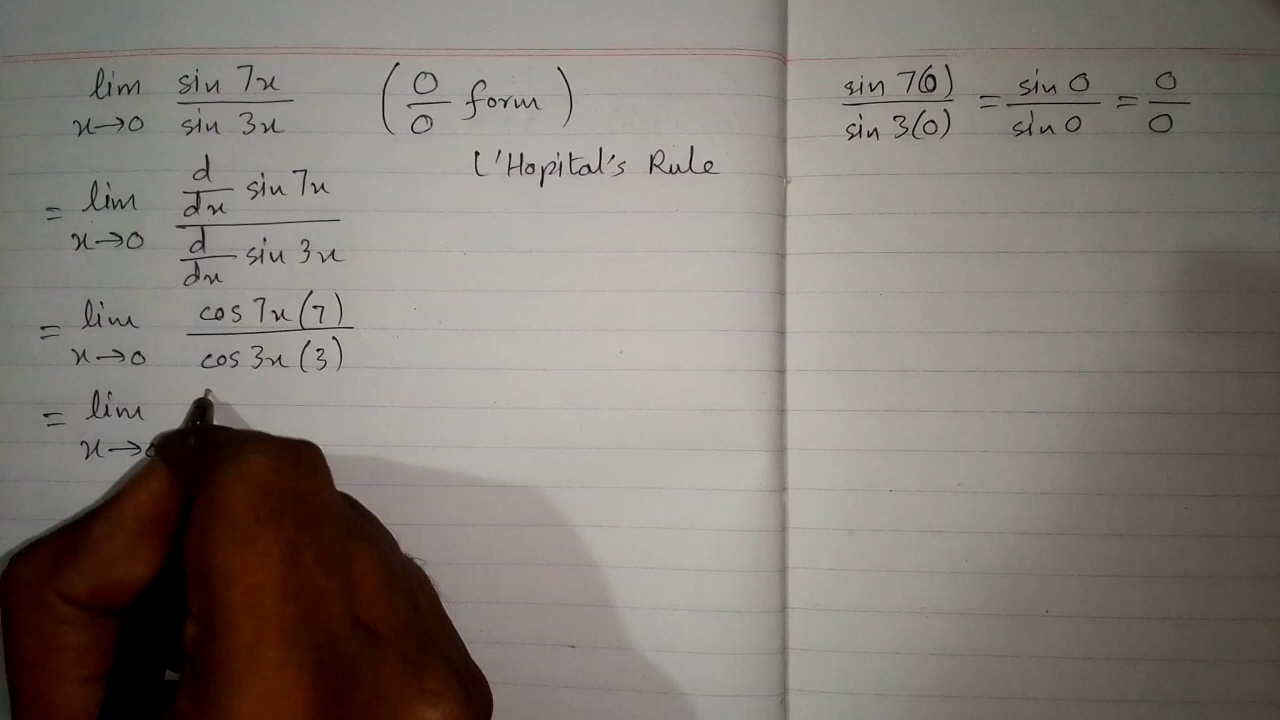 lim sin 7x ( 0/0 form )
x→0 sin 3x
L'Hopital's Rule
= lim d/dx sin 7x
x→0 d/dx sin 3x
= lim cos 7x (7)
x→0 cos 3x (3)
= lim
x→0
sin 7(0) / sin 3(0) = sin 0 / sin 0 = 0/0